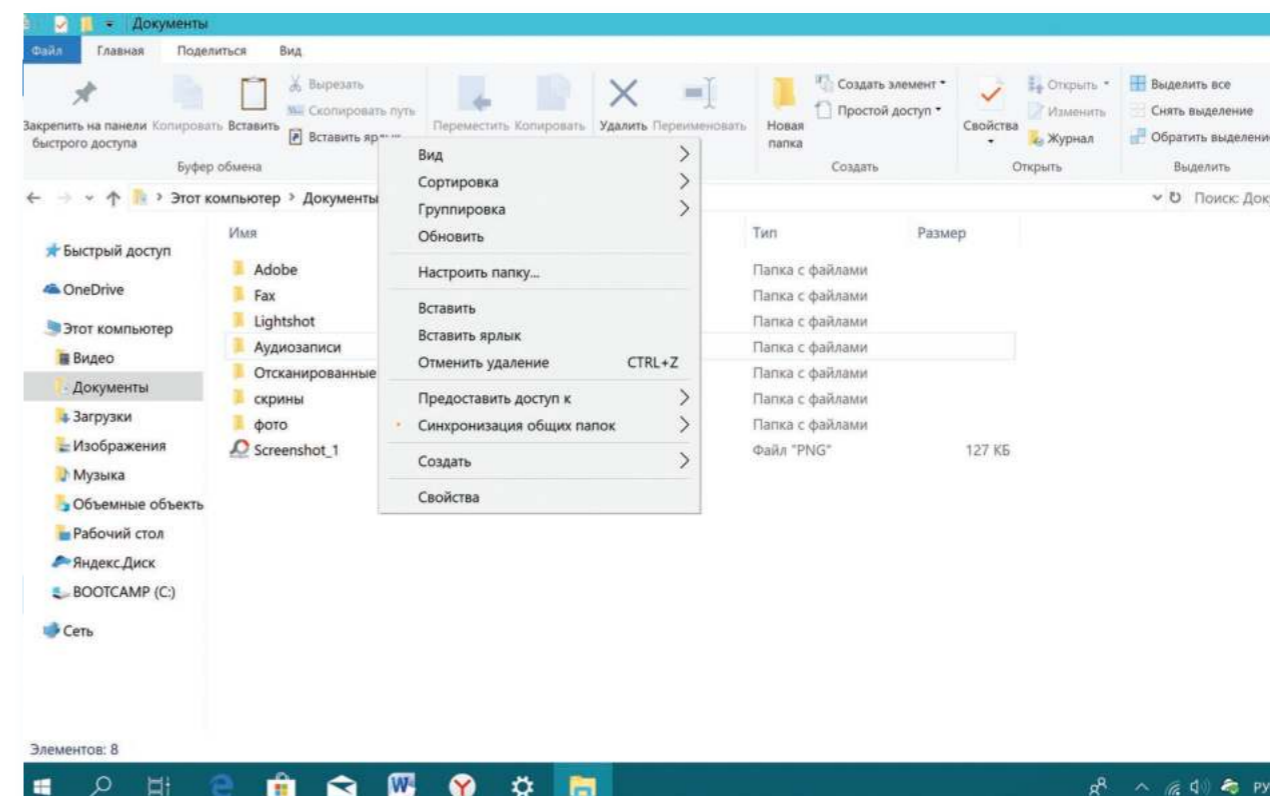 Документы
Файл Главная Поделиться Вид
Закрепить на панели быстрого доступа
Копировать
Вставить
Вырезать
Скопировать путь
Вставить
Переместить
Копировать
Удалить
Переименовать
Новая папка
Создать элемент
Простой доступ
Свойства
Открыть
Изменить
Журнал
Выделить все
Снять выделение
Обратить
Буфер обмена
Создать
Открыть
Выделить
Этот компьютер > Документы
Поиск:
Быстрый доступ
OneDrive
Этот компьютер
Видео
Документы
Загрузки
Изображения
Музыка
Объемные
Рабочий стол
Яндекс.Диск
BOOTCAMP (C:)
Сеть
Имя Тип Размер
Adobe Папка с файлами
Fax Папка с файлами
Lightshot Папка с файлами
Аудиозаписи Папка с файлами
Отсканированные Папка с файлами
скрины Папка с файлами
фото Папка с файлами
Screenshot_1 Файл "PNG" 127 КБ
Вид
Сортировка
Группировка
Обновить
Настроить папку...
Вставить
Вставить ярлык
Отменить удаление CTRL+Z
Предоставить доступ к
Синхронизация общих папок
Создать
Свойства
Элементов: 8
W
Y